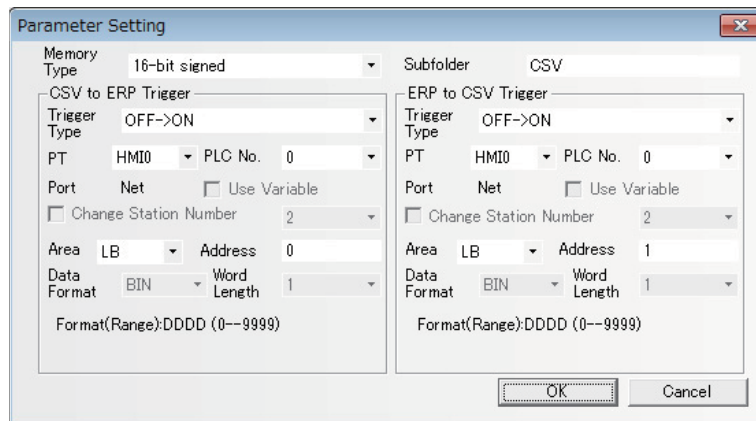 Parameter Setting
Memory Type 16-bit signed Subfolder CSV
CSV to ERP Trigger
Trigger Type OFF->ON
PT HMI0 PLC No. 0
Port Net Use Variable
Change Station Number 2
Area LB Address 0
Data Format BIN Word Length 1
Format(Range):DDDD (0--9999)
ERP to CSV Trigger
Trigger Type OFF->ON
PT HMI0 PLC No. 0
Port Net Use Variable
Change Station Number 2
Area LB Address 1
Data Format BIN Word Length 1
Format(Range):DDDD (0--9999)
OK Cancel